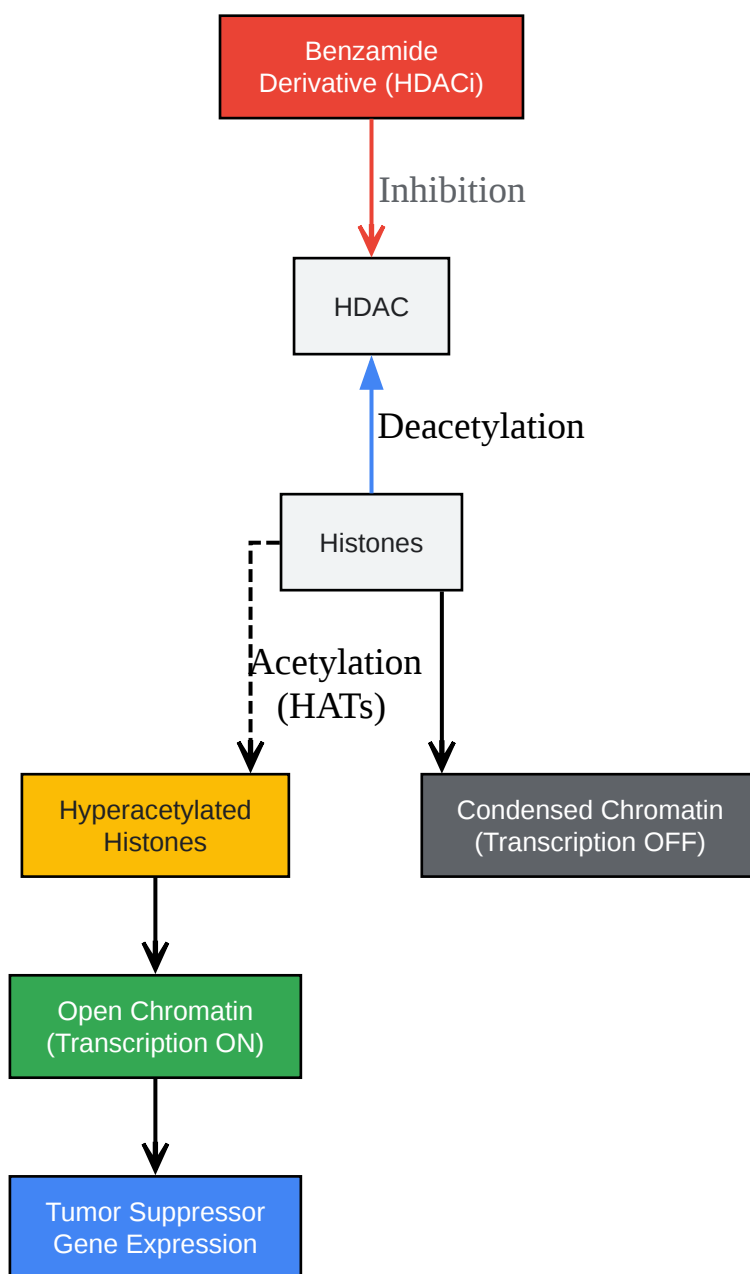 Benzamide
Derivative (HDACi)
Inhibition
HDAC
Deacetylation
Histones
Acetylation
(HATs)
Hyperacetylated
Histones
Condensed Chromatin
(Transcription OFF)
Open Chromatin
(Transcription ON)
Tumor Suppressor
Gene Expression